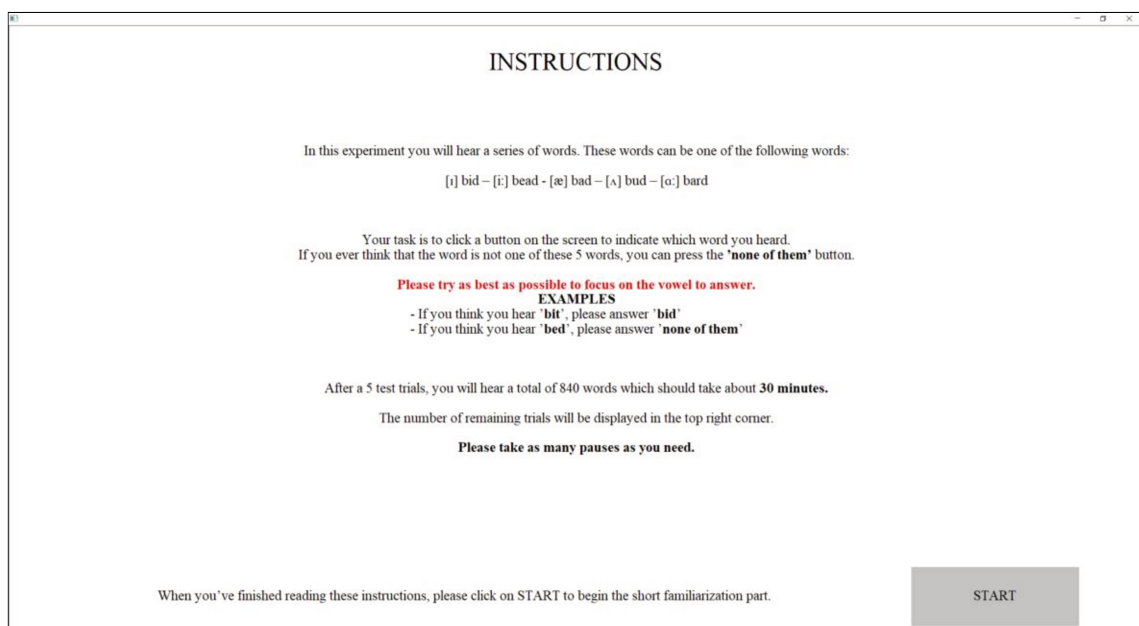 INSTRUCTIONS
In this experiment you will hear a series of words. These words can be one of the following words:
[ɪ] bid – [iː] bead - [æ] bad – [ʌ] bud – [ɑː] bard
Your task is to click a button on the screen to indicate which word you heard.
If you ever think that the word is not one of these 5 words, you can press the ’none of them’ button.
Please try as best as possible to focus on the vowel to answer.
EXAMPLES
- If you think you hear ’bit’, please answer ’bid’
- If you think you hear ’bed’, please answer ’none of them’
After a 5 test trials, you will hear a total of 840 words which should take about 30 minutes.
The number of remaining trials will be displayed in the top right corner.
Please take as many pauses as you need.
When you’ve finished reading these instructions, please click on START to begin the short familiarization part.
START